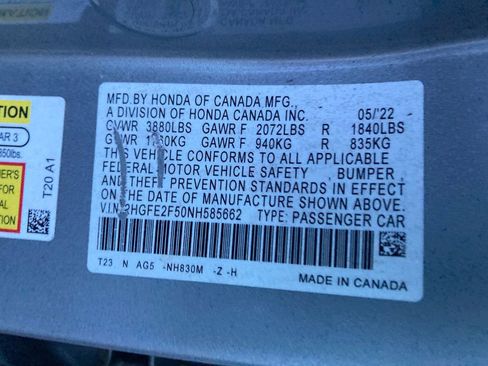 MFD.BY HONDA OF CANADA MFG.,
A DIVISION OF HONDA CANADA INC. 05/'22
GVWR 3880LBS GAWR F 2072LBS R 1840LBS
GAWR F 940KG R 835KG
THIS VEHICLE CONFORMS TO ALL APPLICABLE
FEDERAL MOTOR VEHICLE SAFETY, BUMPER,
AND THEFT PREVENTION STANDARDS IN EFFECT
ON THE DATE OF MANUFACTURE SHOWN ABOVE.
V.I.N. 2HGFE2F50NH585662 TYPE: PASSENGER CAR
T23 N AG5 -NH830M -Z -H
MADE IN CANADA
AR 3
850lbs.
T20 A1